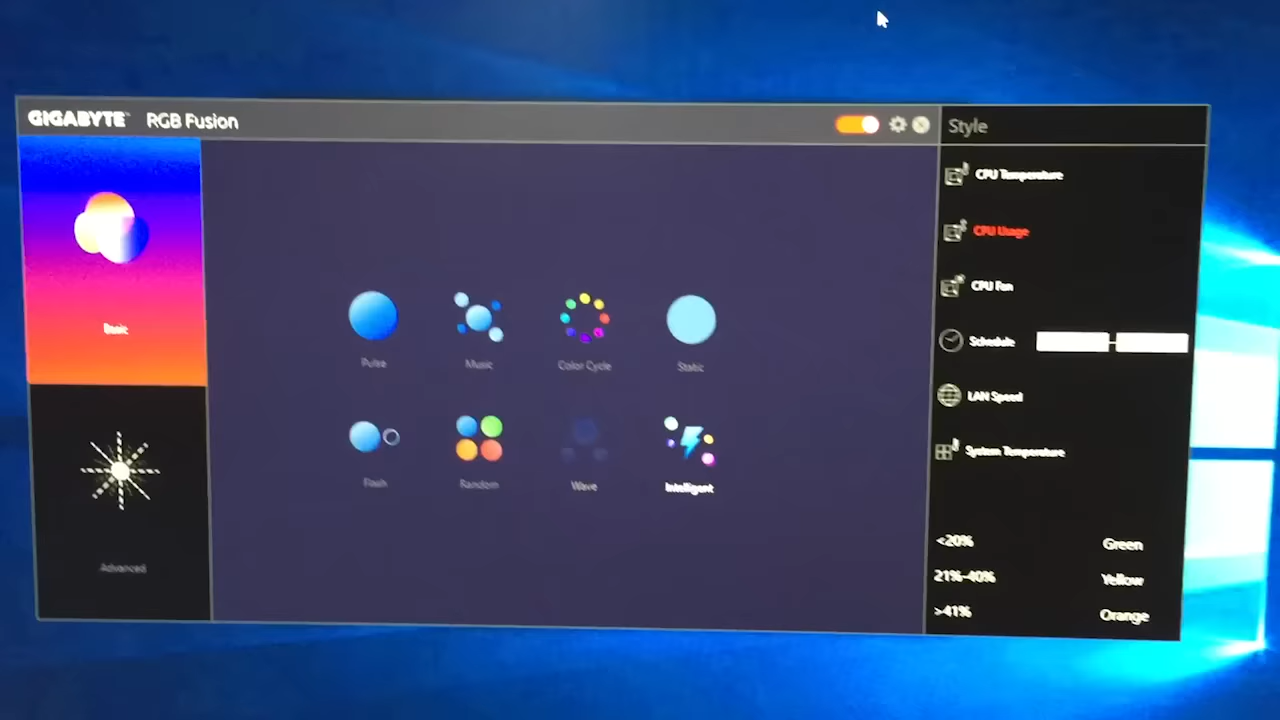 GIGABYTE™ RGB Fusion
Basic
Advanced
Pulse Music Color Cycle Static
Flash Random Wave Intelligent
Style
CPU Temperature
CPU Usage
CPU Fan
Schedule
LAN Speed
System Temperature
<20% Green
21%-40% Yellow
>41% Orange